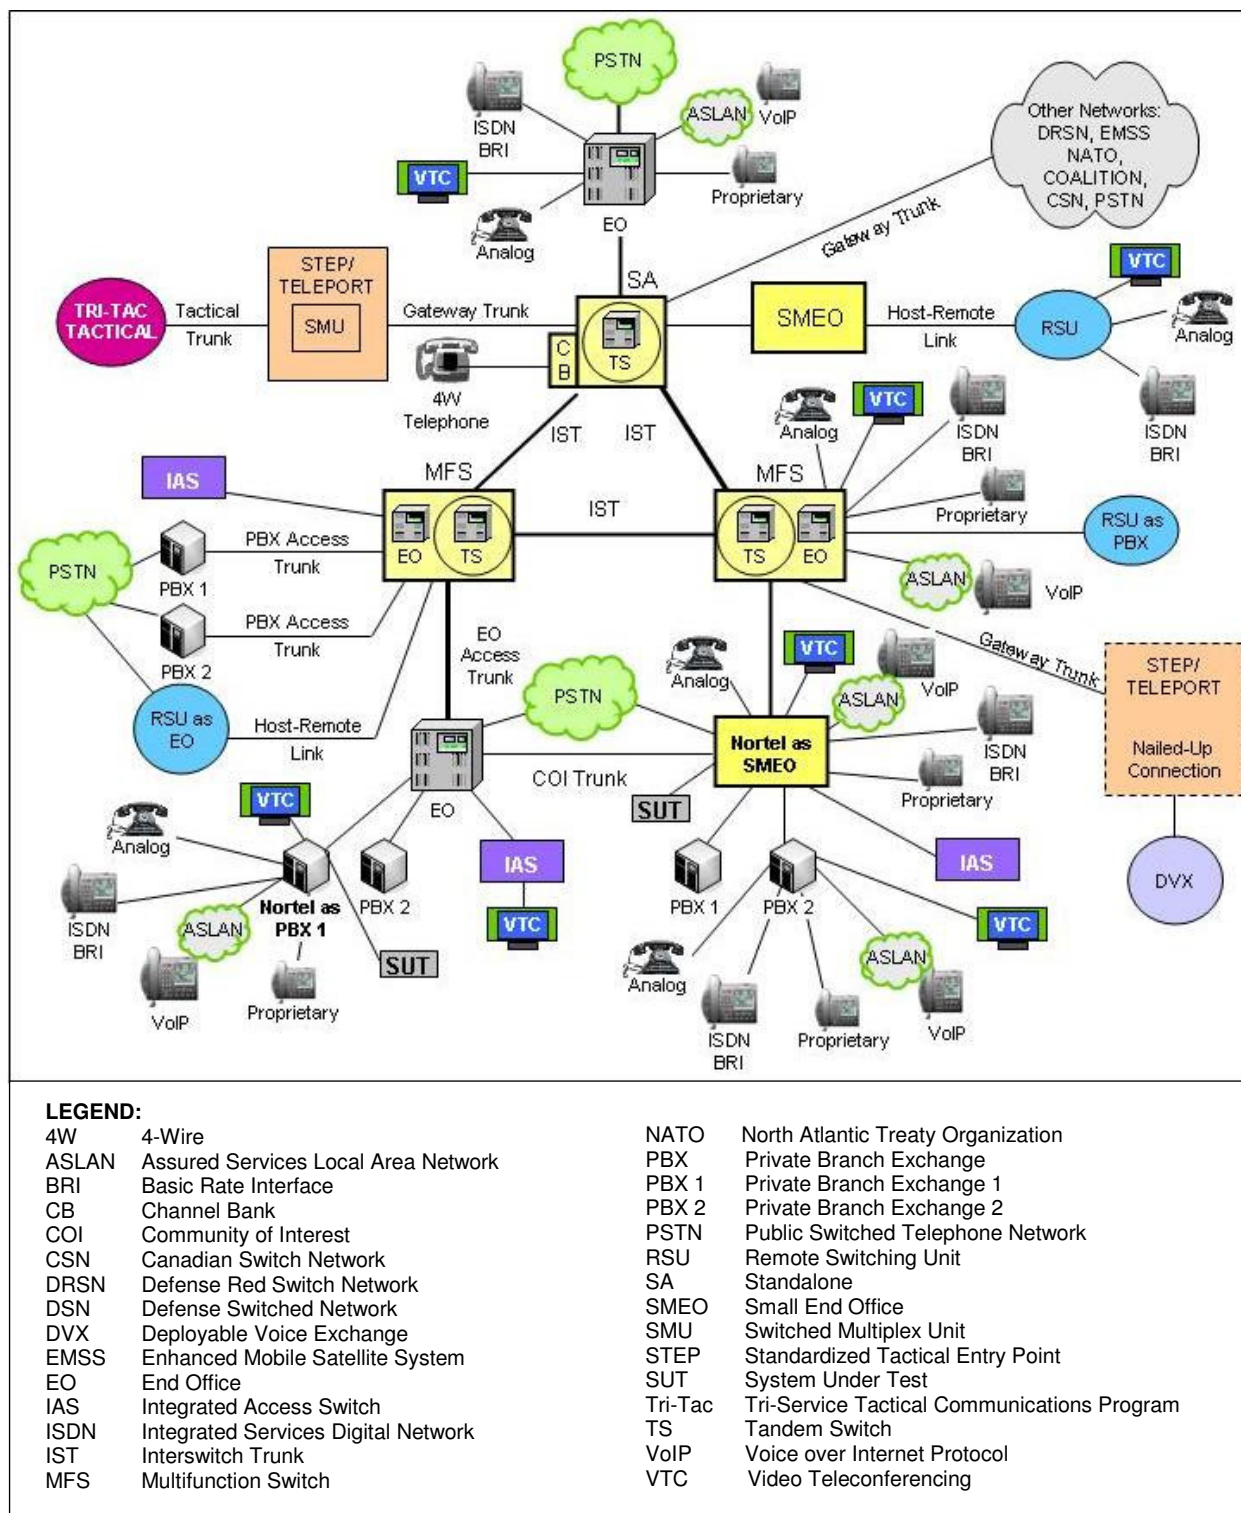 PSTN
ISDN
BRI
ASLAN
VoIP
VTC
Proprietary
Analog
EO
Other Networks:
DRSN, EMSS
NATO,
COALITION,
CSN, PSTN
Gateway Trunk
SA
STEP/
TELEPORT
SMU
TRI-TAC
TACTICAL
Tactical
Trunk
Gateway Trunk
C
B
TS
SMEO
Host-Remote
Link
RSU
VTC
Analog
ISDN
BRI
4W
Telephone
IST
IST
Analog
VTC
ISDN
BRI
Proprietary
IAS
MFS
EO
TS
IST
MFS
TS
EO
RSU as
PBX
ASLAN
VoIP
PSTN
PBX 1
PBX Access
Trunk
PBX 2
PBX Access
Trunk
RSU as
EO
Host-Remote
Link
EO
Access
Trunk
PSTN
Analog
VTC
ASLAN
VoIP
Gateway Trunk
STEP/
TELEPORT
Nailed-Up
Connection
DVX
EO
COI Trunk
Nortel as
SMEO
SUT
ISDN
BRI
Proprietary
VTC
Analog
ISDN
BRI
ASLAN
VoIP
Nortel as
PBX 1
Proprietary
PBX 2
SUT
IAS
VTC
PBX 1
PBX 2
IAS
VTC
Analog
ISDN
BRI
Proprietary
ASLAN
VoIP
LEGEND:
4W 4-Wire
ASLAN Assured Services Local Area Network
BRI Basic Rate Interface
CB Channel Bank
COI Community of Interest
CSN Canadian Switch Network
DRSN Defense Red Switch Network
DSN Defense Switched Network
DVX Deployable Voice Exchange
EMSS Enhanced Mobile Satellite System
EO End Office
IAS Integrated Access Switch
ISDN Integrated Services Digital Network
IST Interswitch Trunk
MFS Multifunction Switch
NATO North Atlantic Treaty Organization
PBX Private Branch Exchange
PBX 1 Private Branch Exchange 1
PBX 2 Private Branch Exchange 2
PSTN Public Switched Telephone Network
RSU Remote Switching Unit
SA Standalone
SMEO Small End Office
SMU Switched Multiplex Unit
STEP Standardized Tactical Entry Point
SUT System Under Test
Tri-Tac Tri-Service Tactical Communications Program
TS Tandem Switch
VoIP Voice over Internet Protocol
VTC Video Teleconferencing